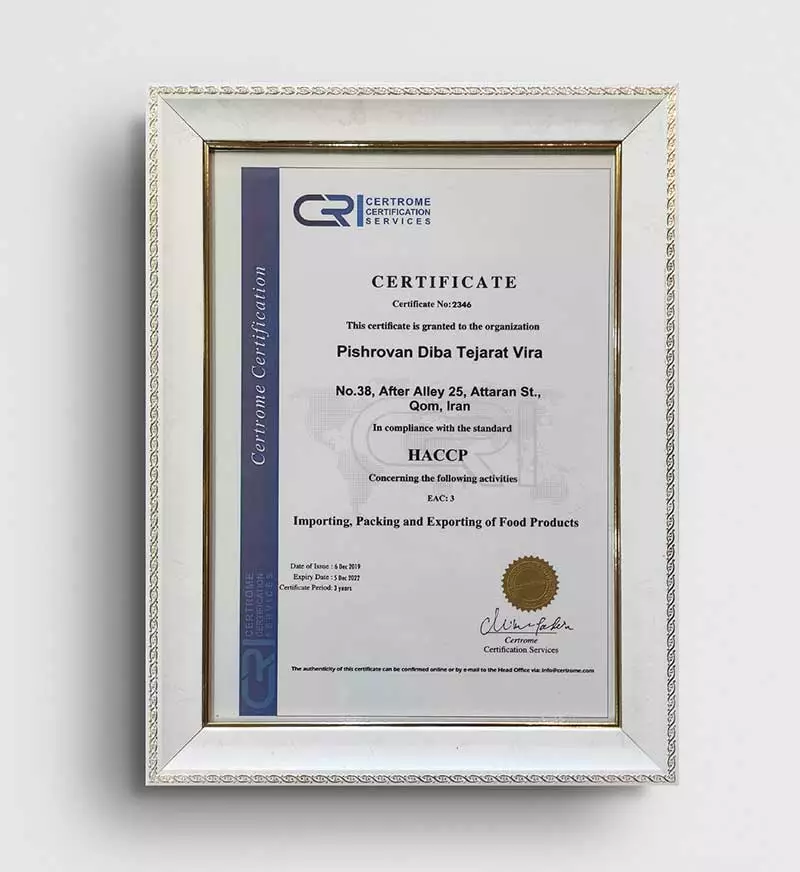 CRI CERTROME
CERTIFICATION
SERVICES
CERTIFICATE
Certificate No:2346
This certificate is granted to the organization
Pishrovan Diba Tejarat Vira
No.38, After Alley 25, Attaran St.,
Qom, Iran
In compliance with the standard
HACCP
Concerning the following activities
EAC: 3
Importing, Packing and Exporting of Food Products
Date of Issue : 6 Dec 2019
Expiry Date : 5 Dec 2022
Certificate Period: 3 years
Certrome
Certification Services
The authenticity of this certificate can be confirmed online or by e-mail to the Head Office via: info@certrome.com
Certrome Certification
CRI CERTROME
CERTIFICATION
SERVICES
CRI